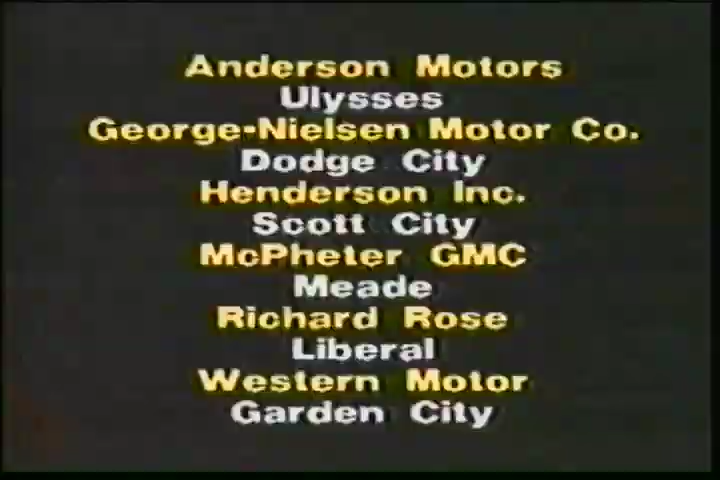 Anderson Motors
Ulysses
George-Nielsen Motor Co.
Dodge City
Henderson Inc.
Scott City
McPheter GMC
Meade
Richard Rose
Liberal
Western Motor
Garden City